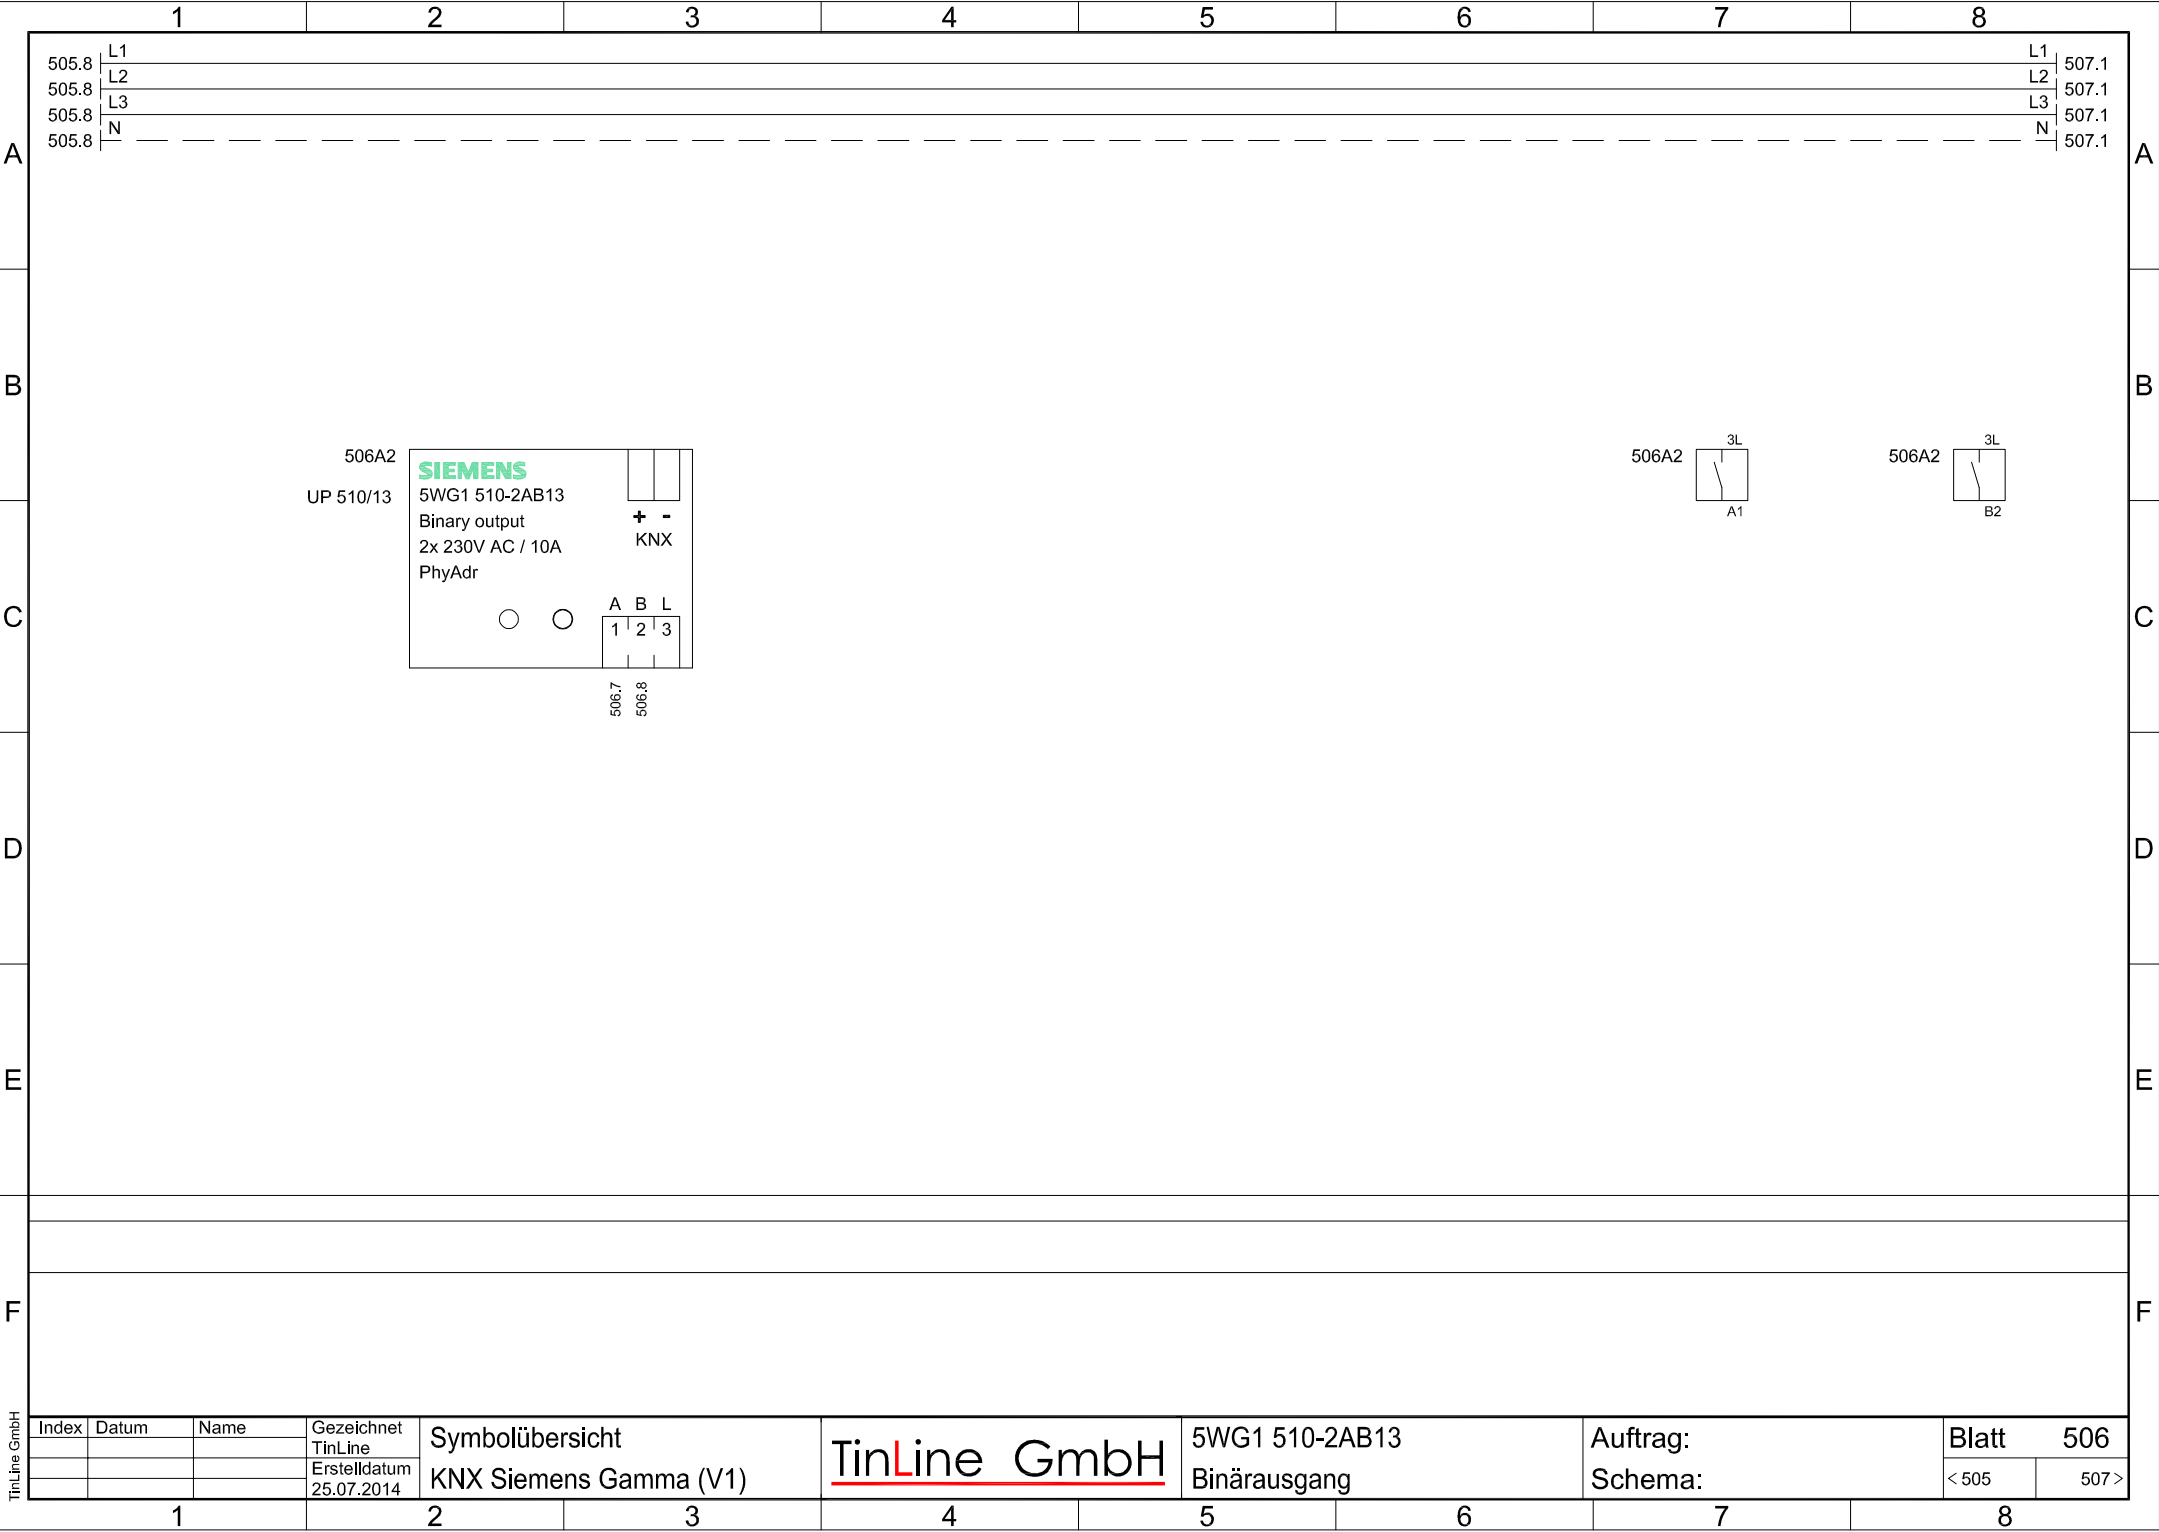 1 2 3 4 5 6 7 8
L1 L1
505.8 507.1
L2 L2
505.8 507.1
L3 L3
505.8 507.1
N N
505.8 507.1
A A
B B
506A2
UP 510/13
SIEMENS
5WG1 510-2AB13
Binary output
2x 230V AC / 10A
PhyAdr
+ -
KNX
A B L
1 2 3
506.7 506.8
506A2
3L
A1
506A2
3L
B2
C C
D D
E E
F F
TinLine GmbH
Index Datum Name
Gezeichnet
TinLine
Erstelldatum
25.07.2014
Symbolübersicht
KNX Siemens Gamma (V1)
TinLine GmbH
5WG1 510-2AB13
Binärausgang
Auftrag:
Schema:
Blatt 506
< 505 507 >
1 2 3 4 5 6 7 8